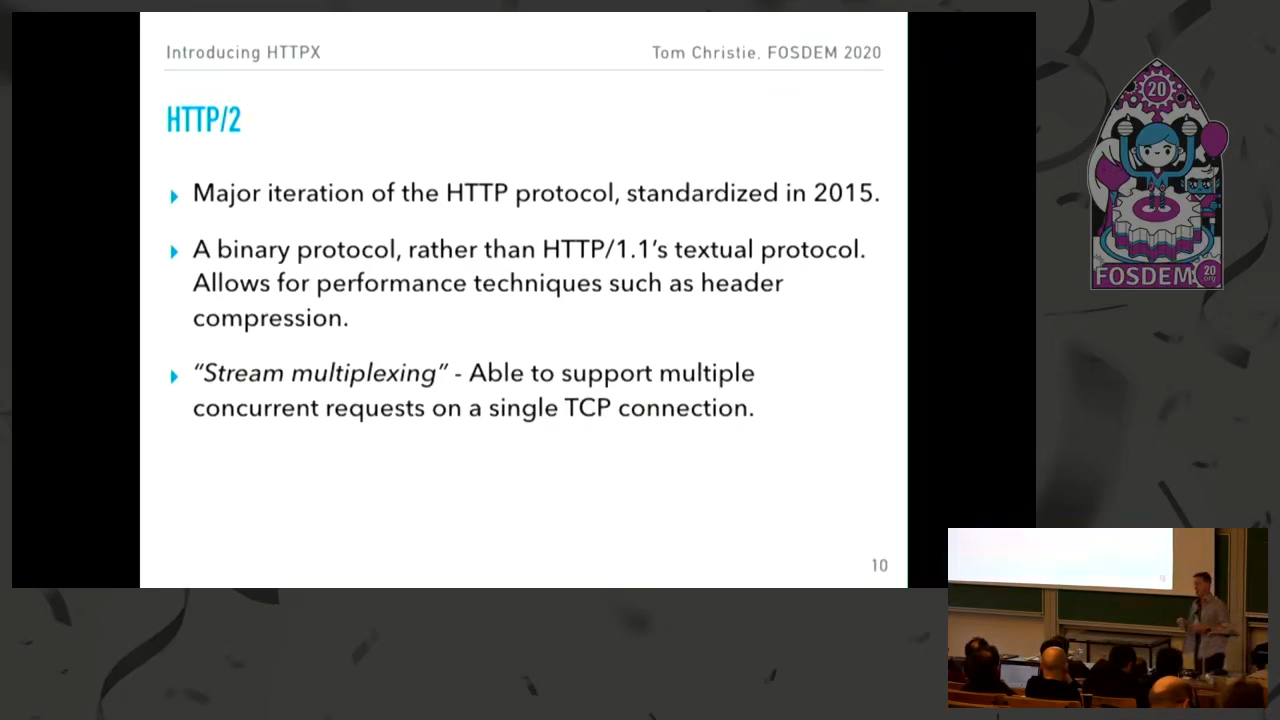 Introducing HTTPX
Tom Christie, FOSDEM 2020
HTTP/2
Major iteration of the HTTP protocol, standardized in 2015.
A binary protocol, rather than HTTP/1.1’s textual protocol.
Allows for performance techniques such as header
compression.
“Stream multiplexing” - Able to support multiple
concurrent requests on a single TCP connection.
10
20
FOSDEM
20
org